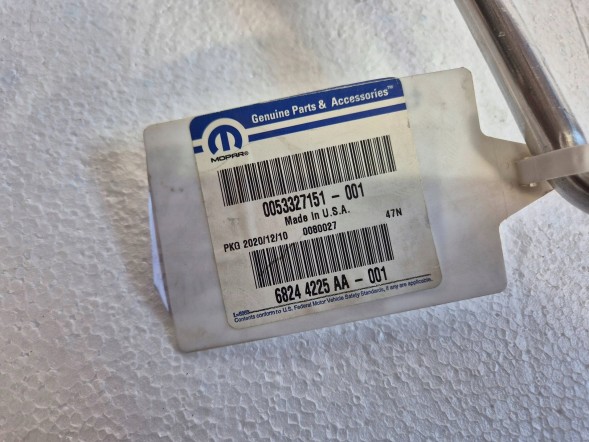 Genuine Parts & Accessories™
MOPAR®
0053327151 - 001
Made In U.S.A.
47N
PKG 2020/12/10 0080027
6824 4225 AA - 001
Contents conform to U.S. Federal Motor Vehicle Safety Standards, if any are applicable.